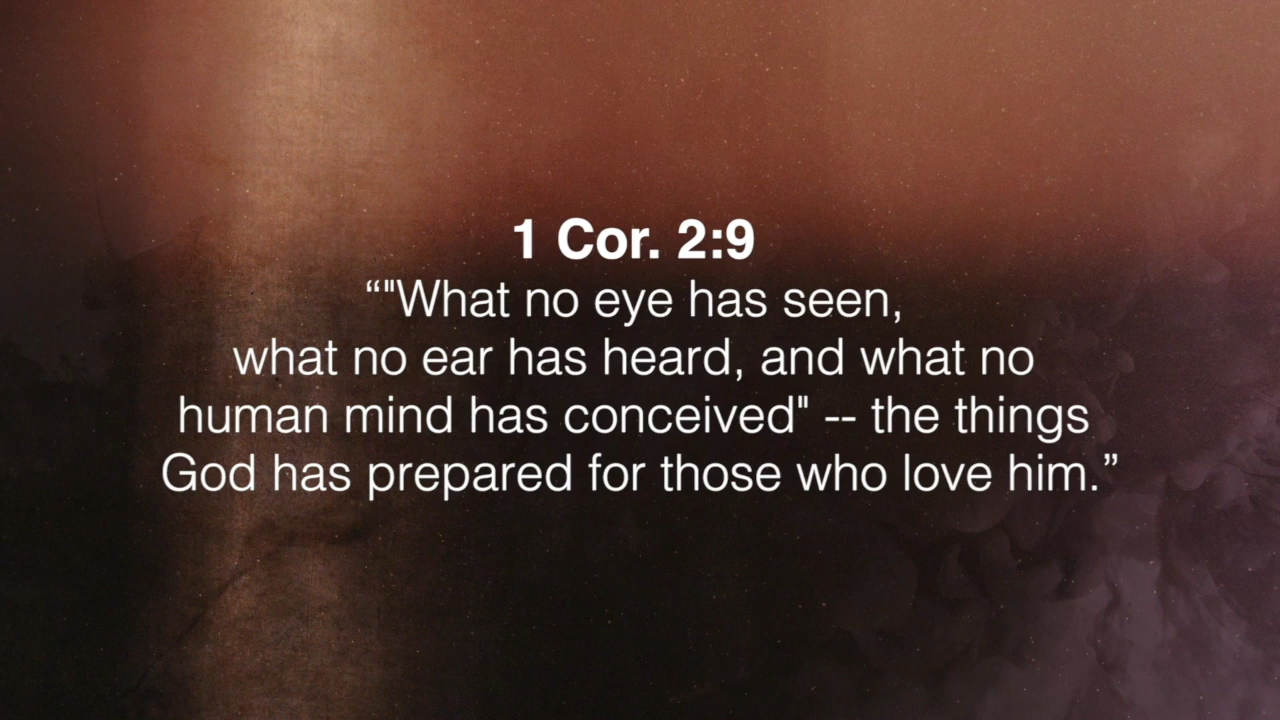 1 Cor. 2:9
“"What no eye has seen,
what no ear has heard, and what no
human mind has conceived" -- the things
God has prepared for those who love him.”